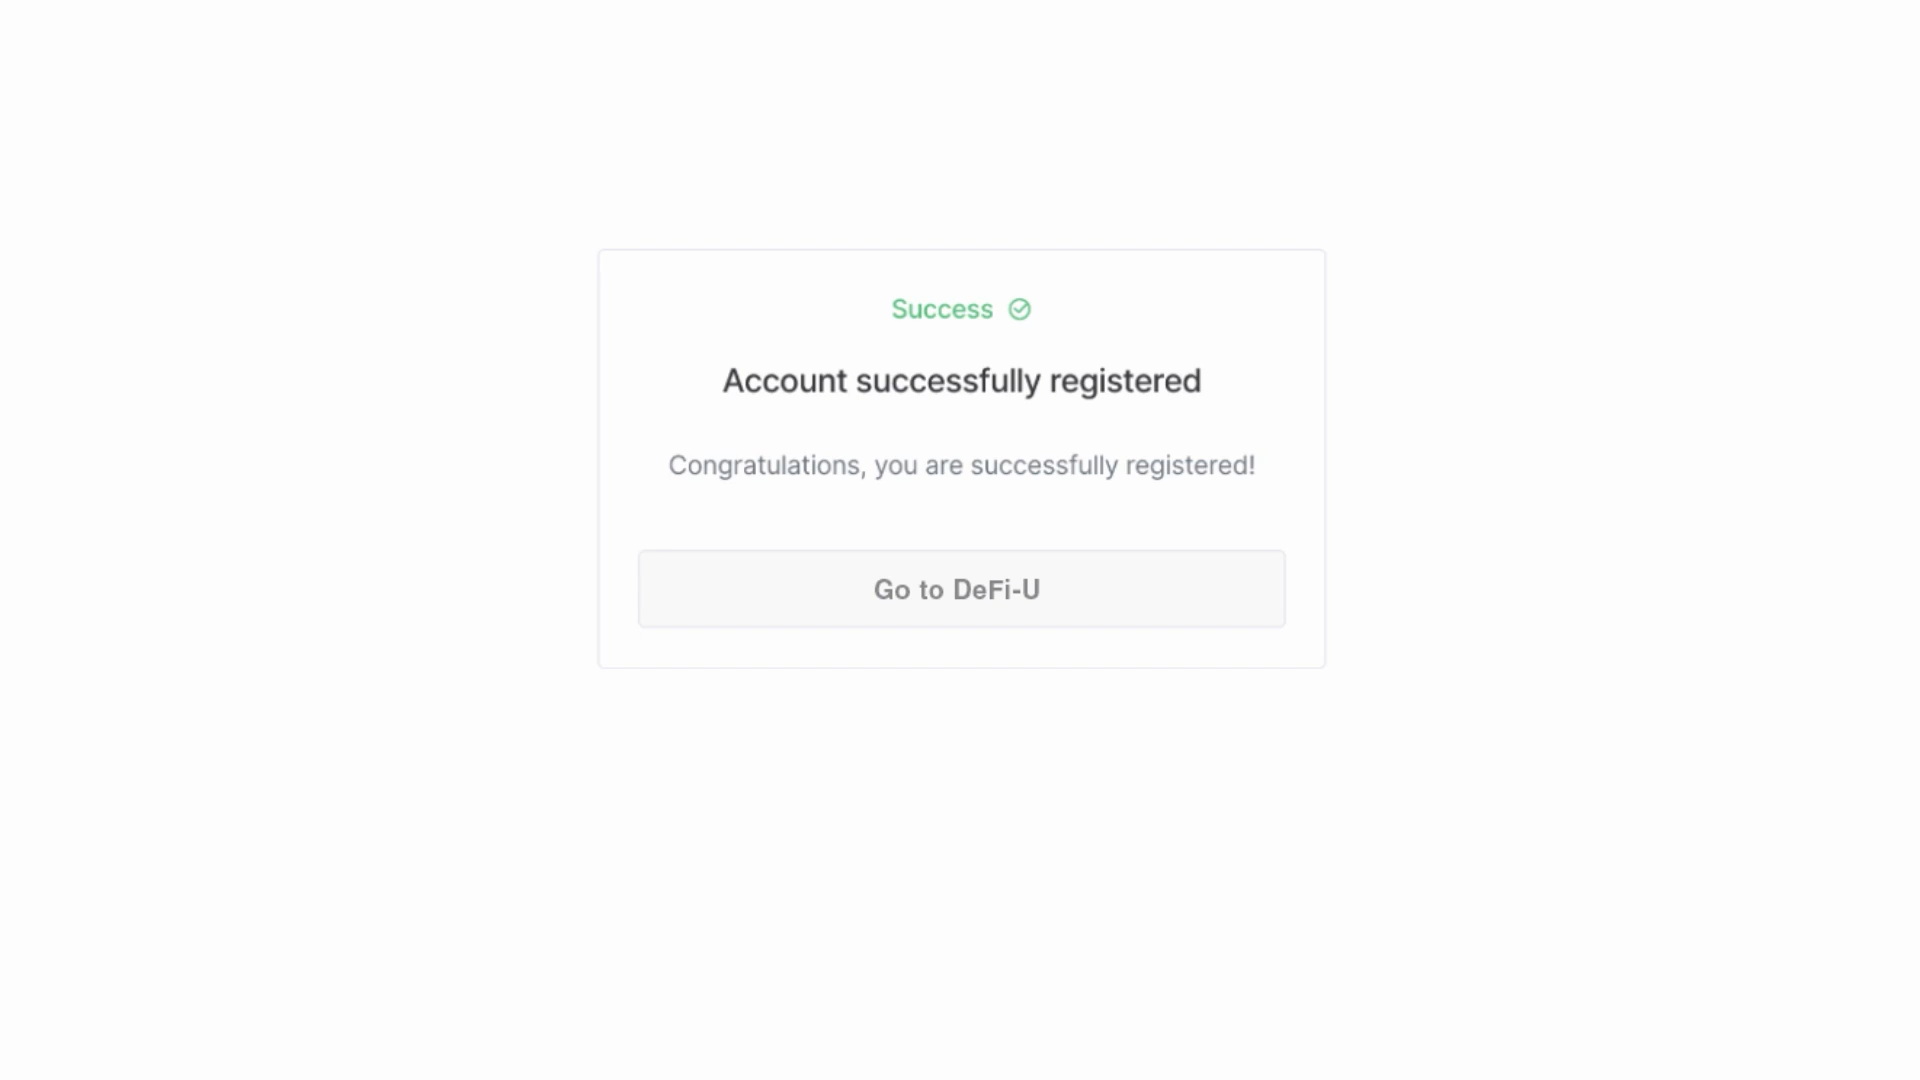 Success
Account successfully registered
Congratulations, you are successfully registered!
Go to DeFi-U